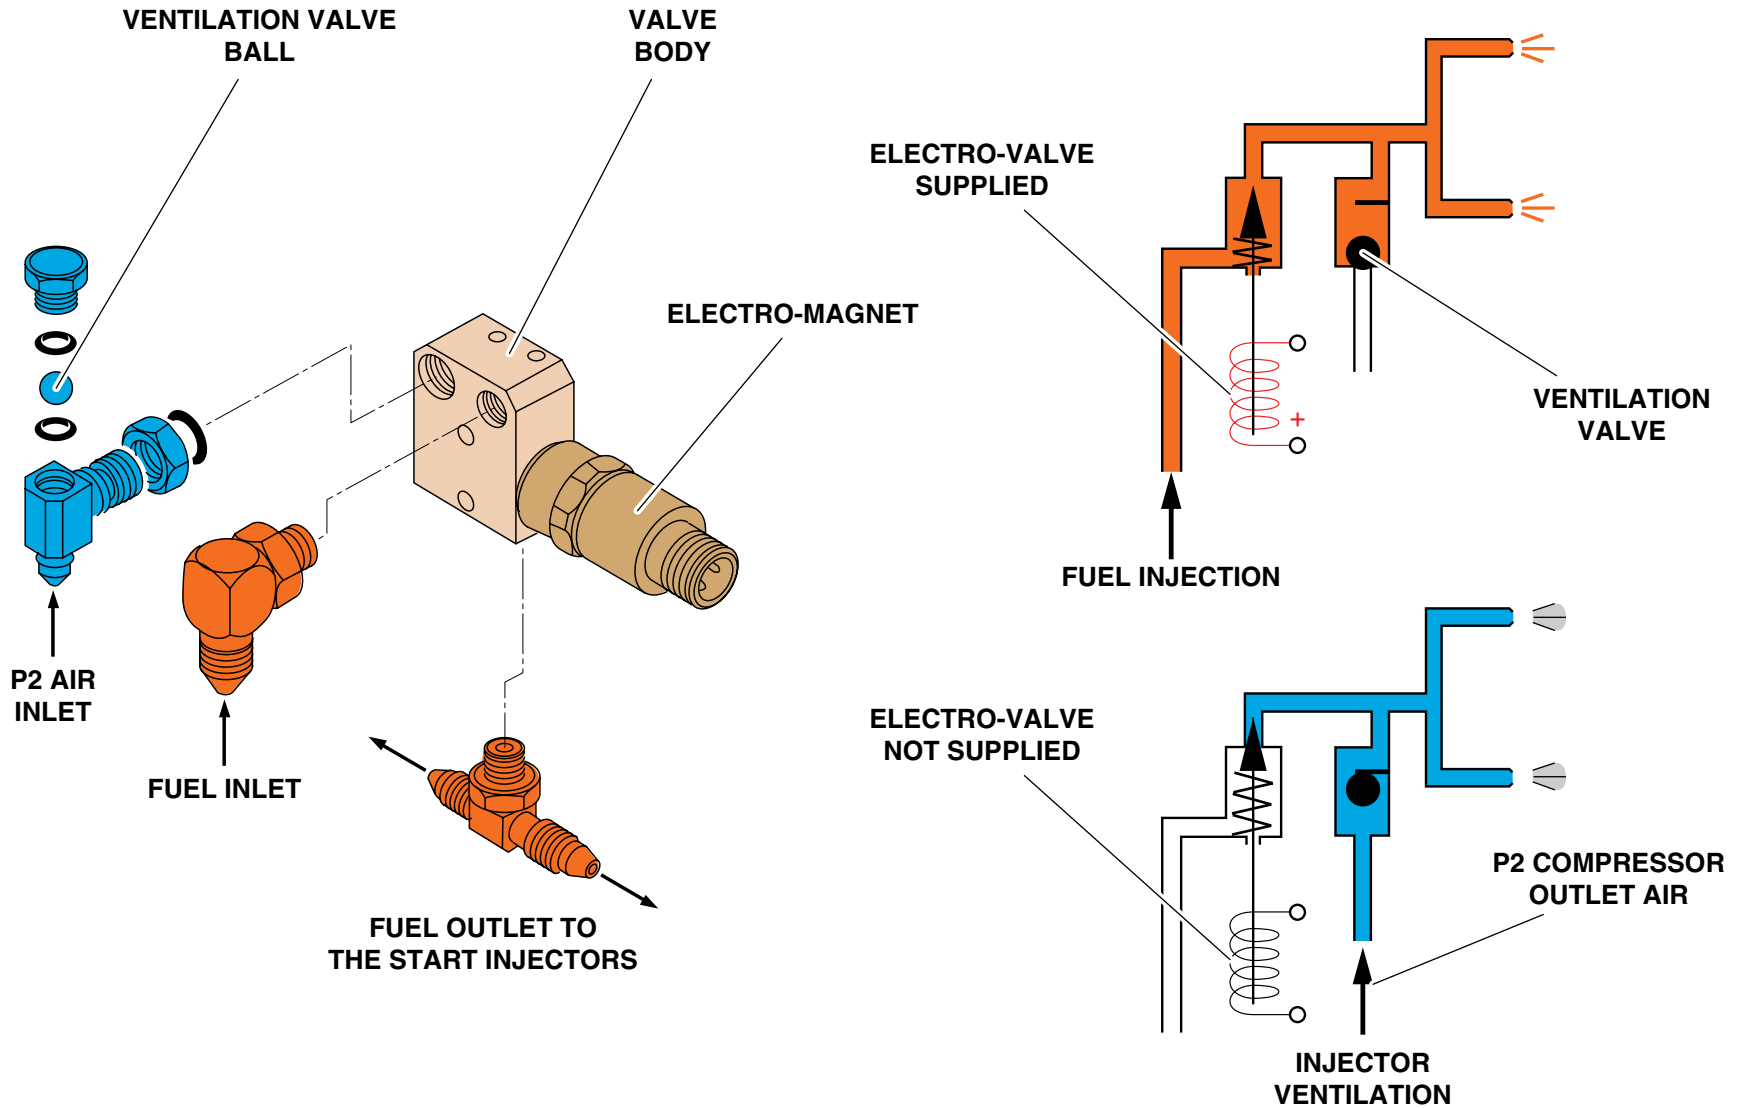 VENTILATION VALVE
BALL
VALVE
BODY
ELECTRO-MAGNET
P2 AIR
INLET
FUEL INLET
FUEL OUTLET TO
THE START INJECTORS
ELECTRO-VALVE
SUPPLIED
+
VENTILATION
VALVE
FUEL INJECTION
ELECTRO-VALVE
NOT SUPPLIED
P2 COMPRESSOR
OUTLET AIR
INJECTOR
VENTILATION